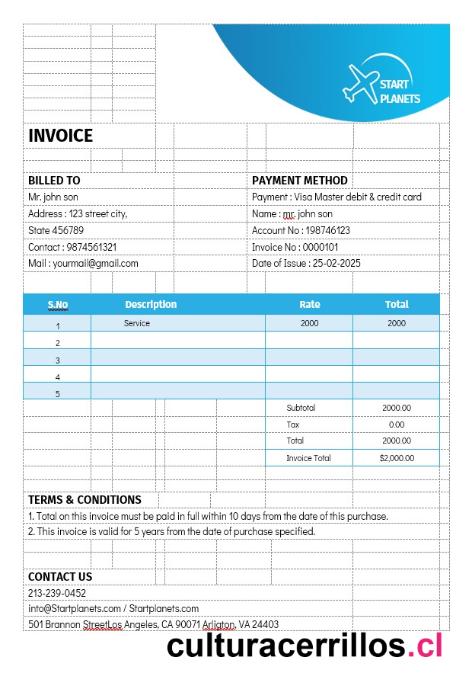 START
PLANETS
INVOICE
BILLED TO
Mr. john son
Address : 123 street city,
State 456789
Contact : 9874561321
Mail : yourmail@gmail.com
PAYMENT METHOD
Payment : Visa Master debit & credit card
Name : mr. john son
Account No : 198746123
Invoice No : 0000101
Date of Issue : 25-02-2025
S.No Description Rate Total
1 Service 2000 2000
2
3
4
5
Subtotal 2000.00
Tax 0.00
Total 2000.00
Invoice Total $2,000.00
TERMS & CONDITIONS
1. Total on this invoice must be paid in full within 10 days from the date of this purchase.
2. This invoice is valid for 5 years from the date of purchase specified.
CONTACT US
213-239-0452
info@Startplanets.com / Startplanets.com
501 Brannon StreetLos Angeles, CA 90071 Arligton, VA 24403
culturacerrillos.cl